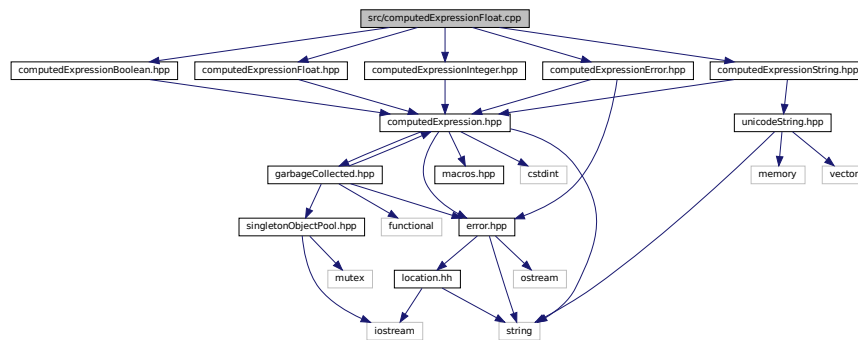 src/computedExpressionFloat.cpp
computedExpressionBoolean.hpp
computedExpressionFloat.hpp
computedExpressionInteger.hpp
computedExpressionError.hpp
computedExpressionString.hpp
computedExpression.hpp
unicodeString.hpp
garbageCollected.hpp
macros.hpp
cstdint
memory
vector
singletonObjectPool.hpp
functional
error.hpp
mutex
location.hh
ostream
iostream
string